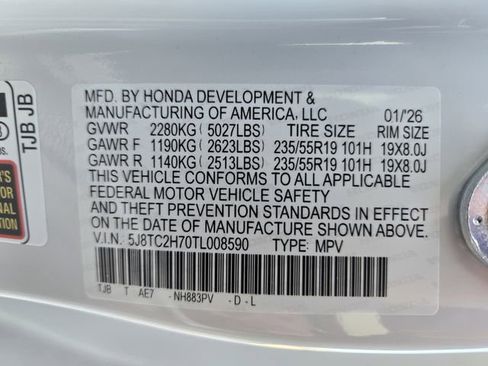 MFD. BY HONDA DEVELOPMENT &
MANUFACTURING OF AMERICA, LLC 01/'26
GVWR 2280KG (5027LBS) TIRE SIZE RIM SIZE
GAWR F 1190KG (2623LBS) 235/55R19 101H 19X8.0J
GAWR R 1140KG (2513LBS) 235/55R19 101H 19X8.0J
THIS VEHICLE CONFORMS TO ALL APPLICABLE
FEDERAL MOTOR VEHICLE SAFETY
AND THEFT PREVENTION STANDARDS IN EFFECT
ON THE DATE OF MANUFACTURE SHOWN ABOVE.
V.I.N. 5J8TC2H70TL008590 TYPE: MPV
TJB T AE7 - NH883PV - D - L
TJB JB